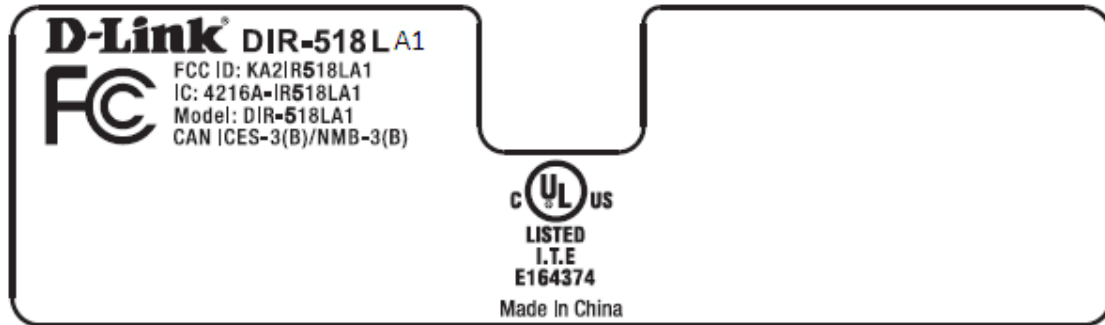 D-Link® DIR-518L A1
FC
FCC ID: KA2IR518LA1
IC: 4216A-IR518LA1
Model: DIR-518LA1
CAN ICES-3(B)/NMB-3(B)
C UL US
LISTED
I.T.E
E164374
Made In China